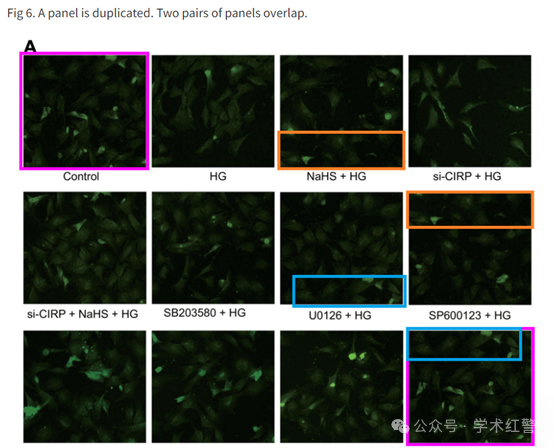 Fig 6. A panel is duplicated. Two pairs of panels overlap.
A
Control HG NaHS + HG si-CIRP + HG
si-CIRP + NaHS + HG SB203580 + HG U0126 + HG SP600123 + HG
公众号 · 学术红警